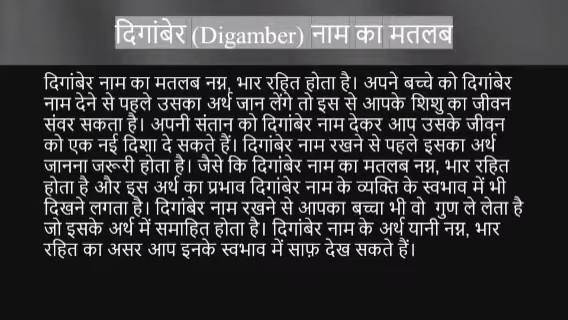 दिगांबेर (Digamber) नाम का मतलब
दिगांबेर नाम का मतलब नग्न, भार रहित होता है। अपने बच्चे को दिगांबेर
नाम देने से पहले उसका अर्थ जान लेंगे तो इस से आपके शिशु का जीवन
संवर सकता है। अपनी संतान को दिगांबेर नाम देकर आप उसके जीवन
को एक नई दिशा दे सकते हैं। दिगांबेर नाम रखने से पहले इसका अर्थ
जानना जरूरी होता है। जैसे कि दिगांबेर नाम का मतलब नग्न, भार रहित
होता है और इस अर्थ का प्रभाव दिगांबेर नाम के व्यक्ति के स्वभाव में भी
दिखने लगता है। दिगांबेर नाम रखने से आपका बच्चा भी वो गुण ले लेता है
जो इसके अर्थ में समाहित होता है। दिगांबेर नाम के अर्थ यानी नग्न, भार
रहित का असर आप इनके स्वभाव में साफ़ देख सकते हैं।